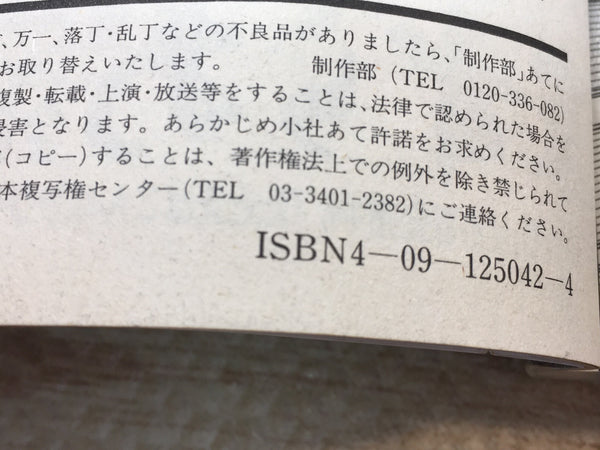 、万一、落丁・乱丁などの不良品がありましたら、「制作部」あてに
お取り替えいたします。 制作部(TEL 0120-336-082)
複製・転載・上演・放送等をすることは、法律で認められた場合を
侵害となります。あらかじめ小社あて許諾をお求めください。
(コピー)することは、著作権法上での例外を除き禁じられて
本複写権センター(TEL 03-3401-2382)にご連絡ください。
ISBN4-09-125042-4